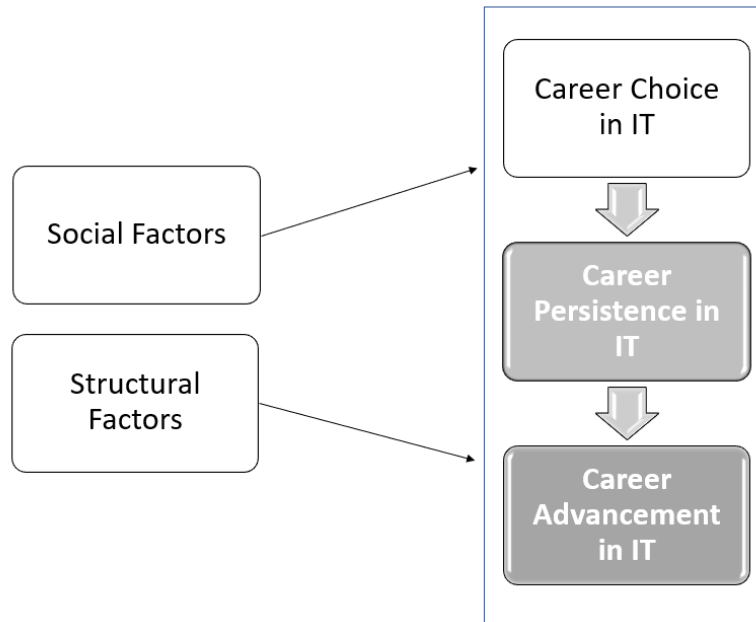 Social Factors
Structural
Factors
Career Choice
in IT
Career
Persistence in
IT
Career
Advancement
in IT